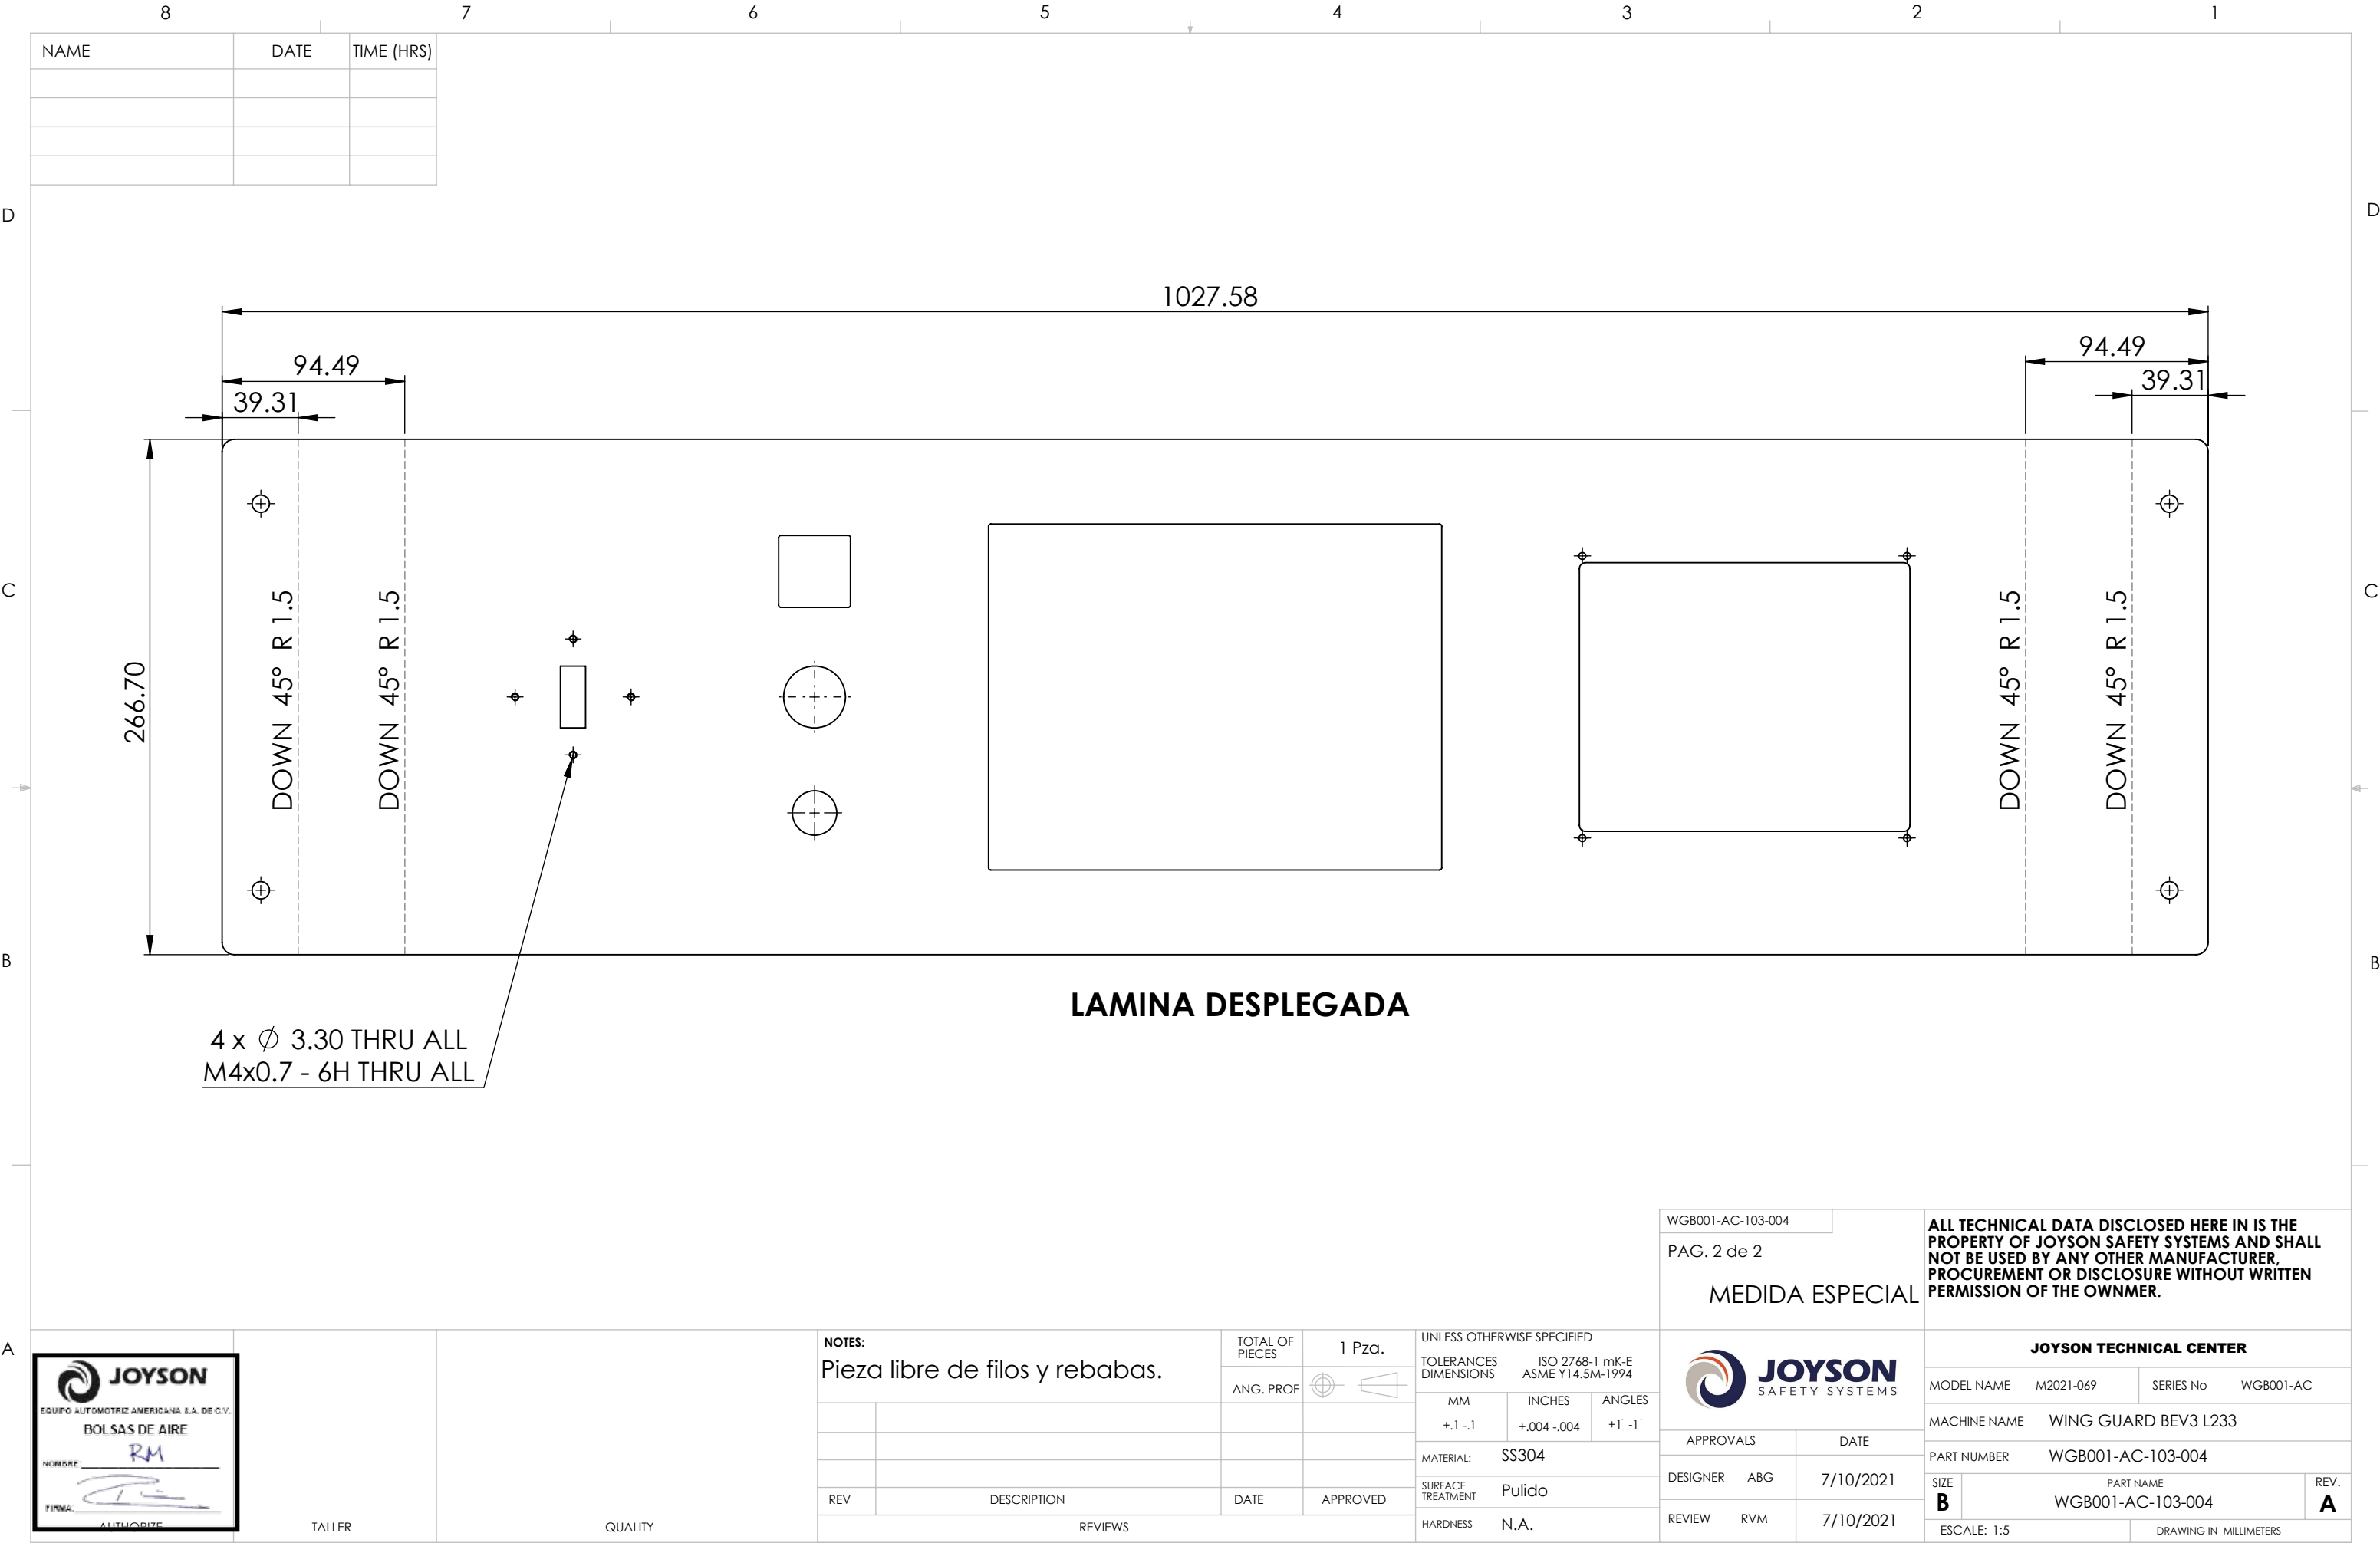 8 7 6 5 4 3 2 1
NAME DATE TIME (HRS)
D D
1027.58
94.49 94.49
39.31 39.31
C C
266.70
DOWN 45° R 1.5
DOWN 45° R 1.5
DOWN 45° R 1.5
DOWN 45° R 1.5
B B
LAMINA DESPLEGADA
4 x ∅ 3.30 THRU ALL
M4x0.7 - 6H THRU ALL
WGB001-AC-103-004
PAG. 2 de 2
MEDIDA ESPECIAL
ALL TECHNICAL DATA DISCLOSED HERE IN IS THE
PROPERTY OF JOYSON SAFETY SYSTEMS AND SHALL
NOT BE USED BY ANY OTHER MANUFACTURER,
PROCUREMENT OR DISCLOSURE WITHOUT WRITTEN
PERMISSION OF THE OWNMER.
A
JOYSON
EQUIPO AUTOMOTRIZ AMERICANA S.A. DE C.V.
BOLSAS DE AIRE
NOMBRE: RM
FIRMA:
AUTHORIZE
TALLER
QUALITY
NOTES:
Pieza libre de filos y rebabas.
TOTAL OF
PIECES
1 Pza.
ANG. PROF
REV DESCRIPTION DATE APPROVED
REVIEWS
UNLESS OTHERWISE SPECIFIED
TOLERANCES ISO 2768-1 mK-E
DIMENSIONS ASME Y14.5M-1994
MM INCHES ANGLES
+.1 -.1 +.004 -.004 +1° -1°
MATERIAL: SS304
SURFACE
TREATMENT
Pulido
HARDNESS N.A.
JOYSON
SAFETY SYSTEMS
APPROVALS DATE
DESIGNER ABG 7/10/2021
REVIEW RVM 7/10/2021
JOYSON TECHNICAL CENTER
MODEL NAME M2021-069 SERIES No WGB001-AC
MACHINE NAME WING GUARD BEV3 L233
PART NUMBER WGB001-AC-103-004
SIZE PART NAME REV.
B WGB001-AC-103-004 A
ESCALE: 1:5 DRAWING IN MILLIMETERS